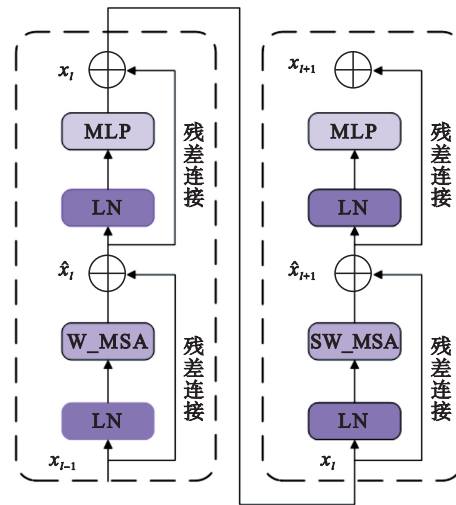 x_l
MLP
LN
残差连接
x̂_l
W_MSA
LN
残差连接
x_{l-1}
x_{l+1}
MLP
LN
残差连接
x̂_{l+1}
SW_MSA
LN
残差连接
x_l